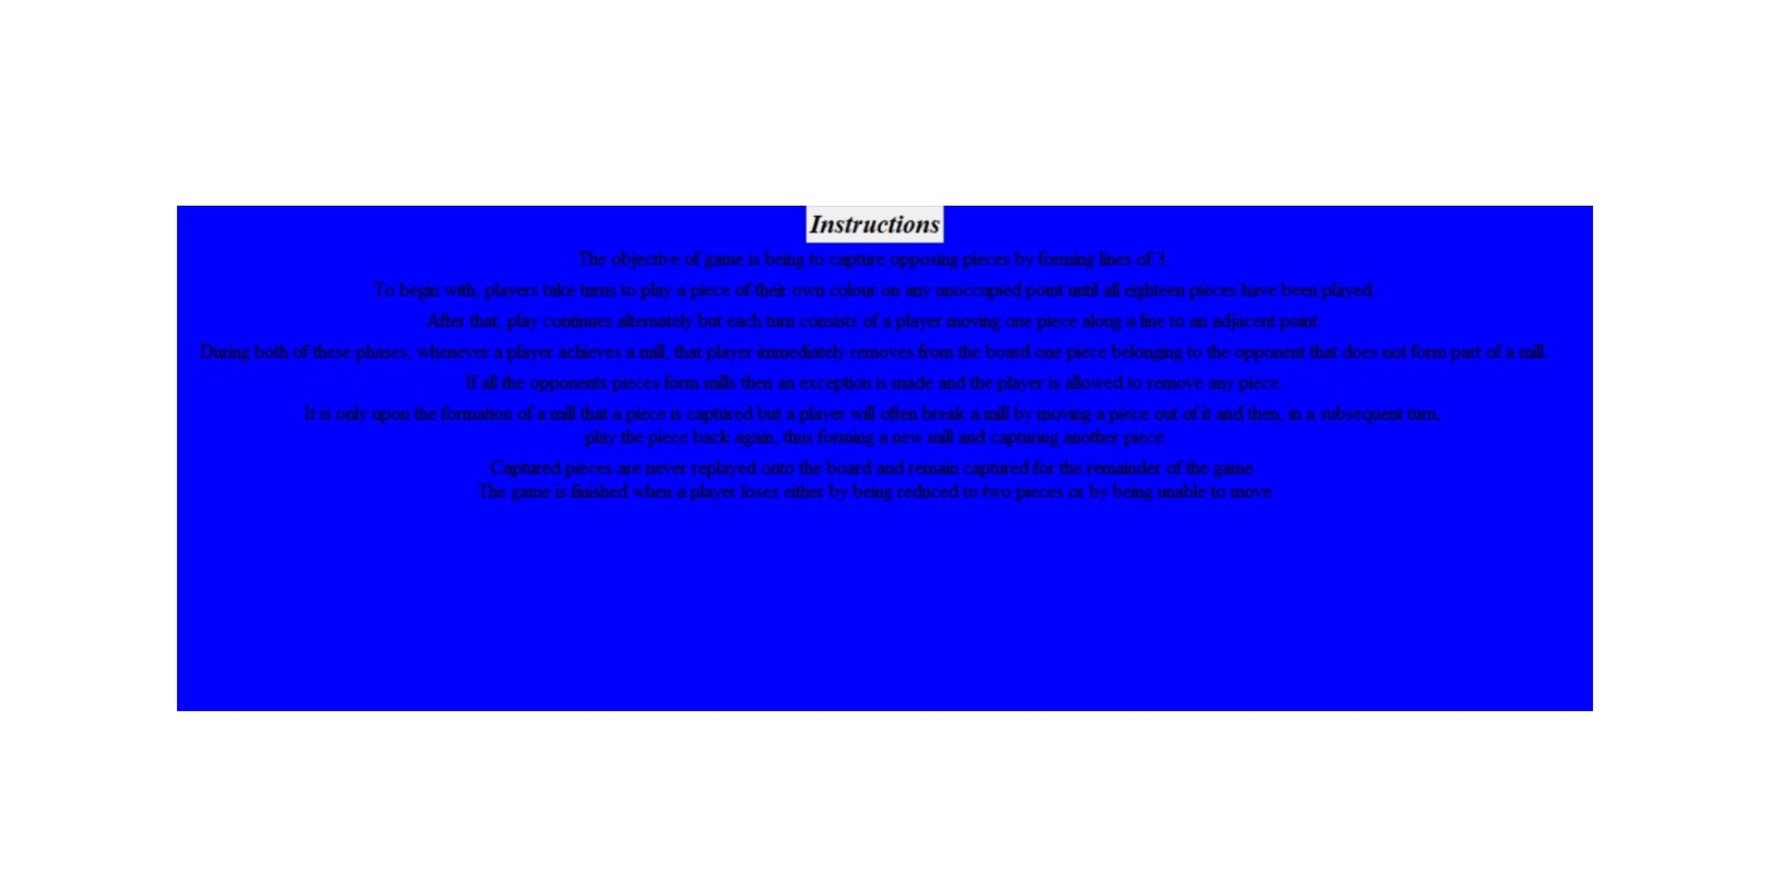 Instructions
The objective of game is being to capture opposing pieces by forming lines of 3.
To begin with, players take turns to play a piece of their own colour on any unoccupied point until all eighteen pieces have been played.
After that, play continues alternately but each turn consists of a player moving one piece along a line to an adjacent point.
During both of these phases, whenever a player achieves a mill, that player immediately removes from the board one piece belonging to the opponent that does not form part of a mill.
If all the opponents pieces form mills then an exception is made and the player is allowed to remove any piece.
It is only upon the formation of a mill that a piece is captured but a player will often break a mill by moving a piece out of it and then, in a subsequent turn,
play the piece back again, thus forming a new mill and capturing another piece.
Captured pieces are never replayed onto the board and remain captured for the remainder of the game.
The game is finished when a player loses either by being reduced to two pieces or by being unable to move.